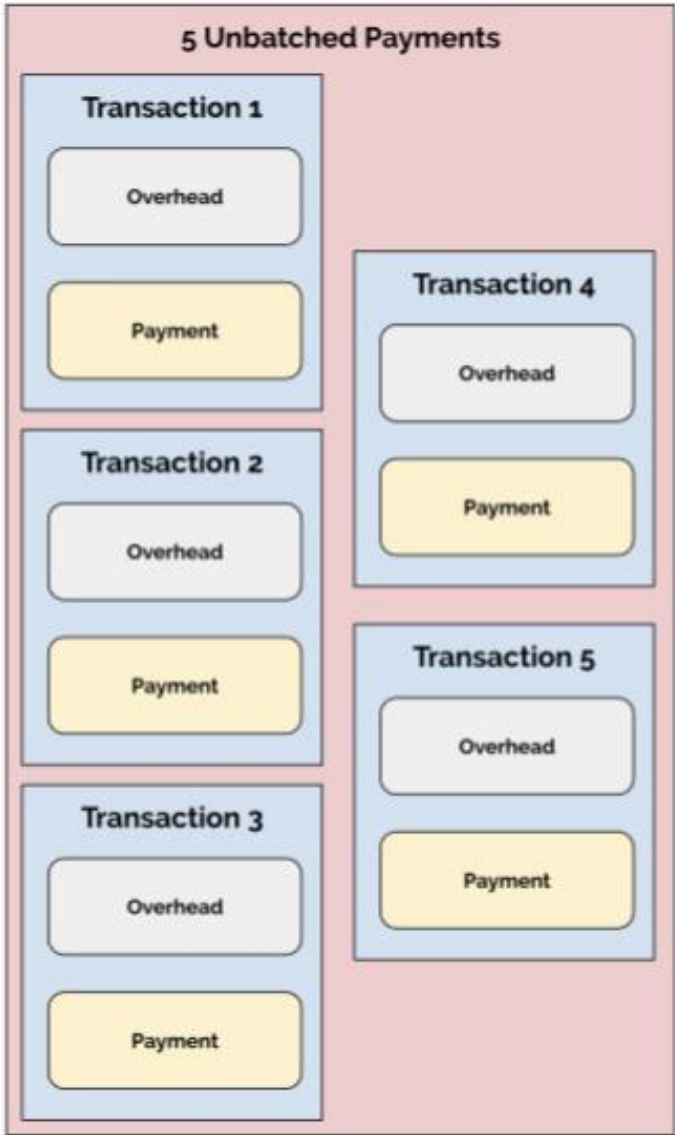 5 Unbatched Payments
Transaction 1
Overhead
Payment
Transaction 2
Overhead
Payment
Transaction 3
Overhead
Payment
Transaction 4
Overhead
Payment
Transaction 5
Overhead
Payment